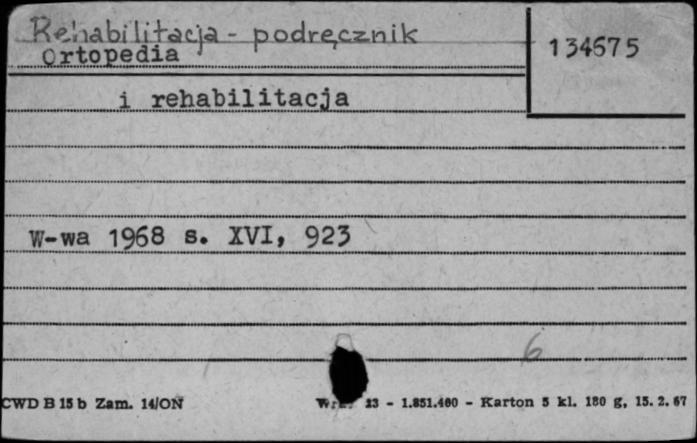 Rehabilitacja - podręcznik
134675
Ortopedia
i rehabilitacja
W-wa 1968 s. XVI, 923
6
CWD B 15 b Zam. 14/ON
23 - 1.851.400 - Karton 5 kl. 180 g, 15. 2. 67